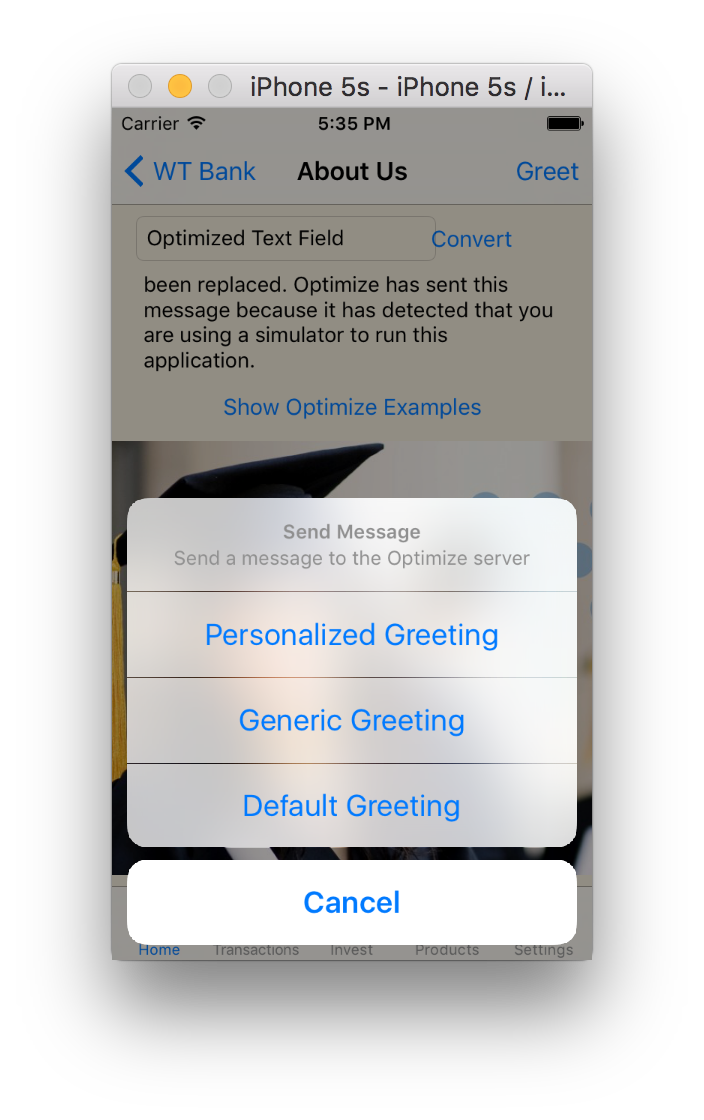 iPhone 5s - iPhone 5s / i...
Carrier 5:35 PM
WT Bank About Us Greet
Optimized Text Field Convert
been replaced. Optimize has sent this
message because it has detected that you
are using a simulator to run this
application.
Show Optimize Examples
Send Message
Send a message to the Optimize server
Personalized Greeting
Generic Greeting
Default Greeting
Cancel
Home Transactions Invest Products Settings